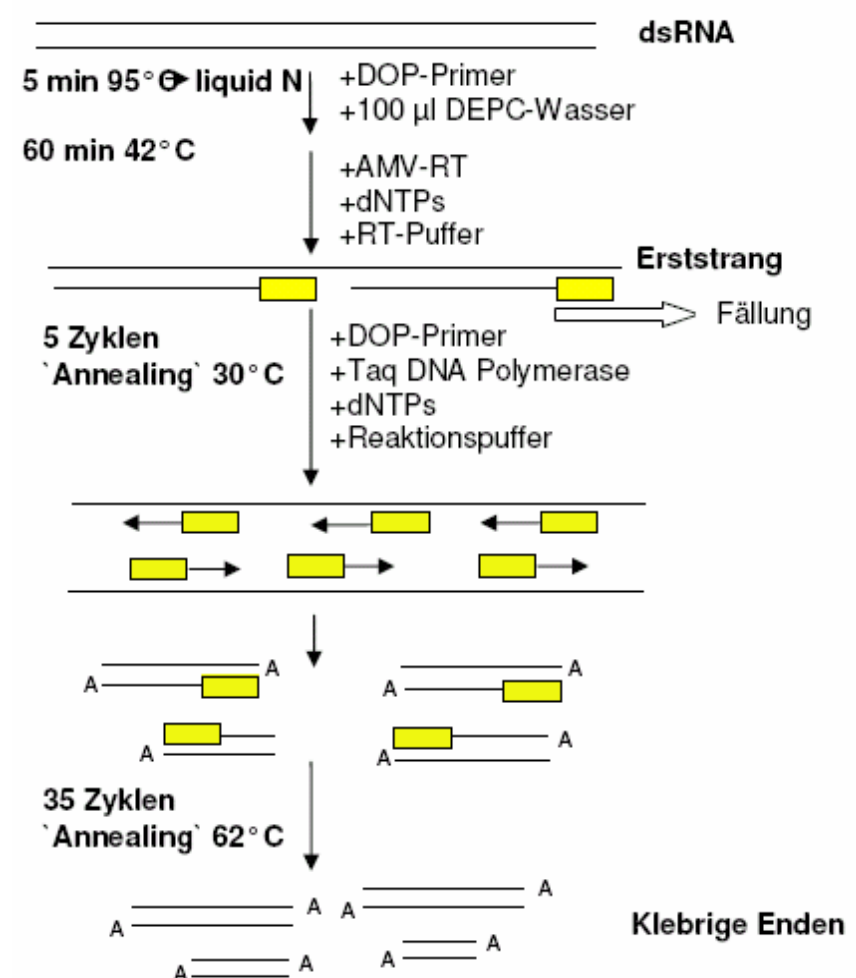 dsRNA
5 min 95°C➤ liquid N
+DOP-Primer
+100 µl DEPC-Wasser
60 min 42°C
+AMV-RT
+dNTPs
+RT-Puffer
Erststrang
Fällung
5 Zyklen
`Annealing` 30°C
+DOP-Primer
+Taq DNA Polymerase
+dNTPs
+Reaktionspuffer
A
A
A
A
A
A
A
35 Zyklen
`Annealing` 62°C
A
A
A
A
A
A
A
A
Klebrige Enden